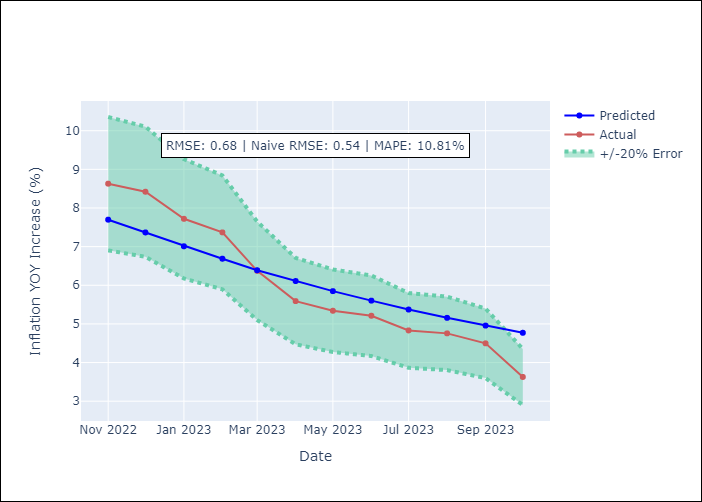 Predicted
Actual
+/-20% Error
RMSE: 0.68 | Naive RMSE: 0.54 | MAPE: 10.81%
Inflation YOY Increase (%)
10
9
8
7
6
5
4
3
Nov 2022 Jan 2023 Mar 2023 May 2023 Jul 2023 Sep 2023
Date